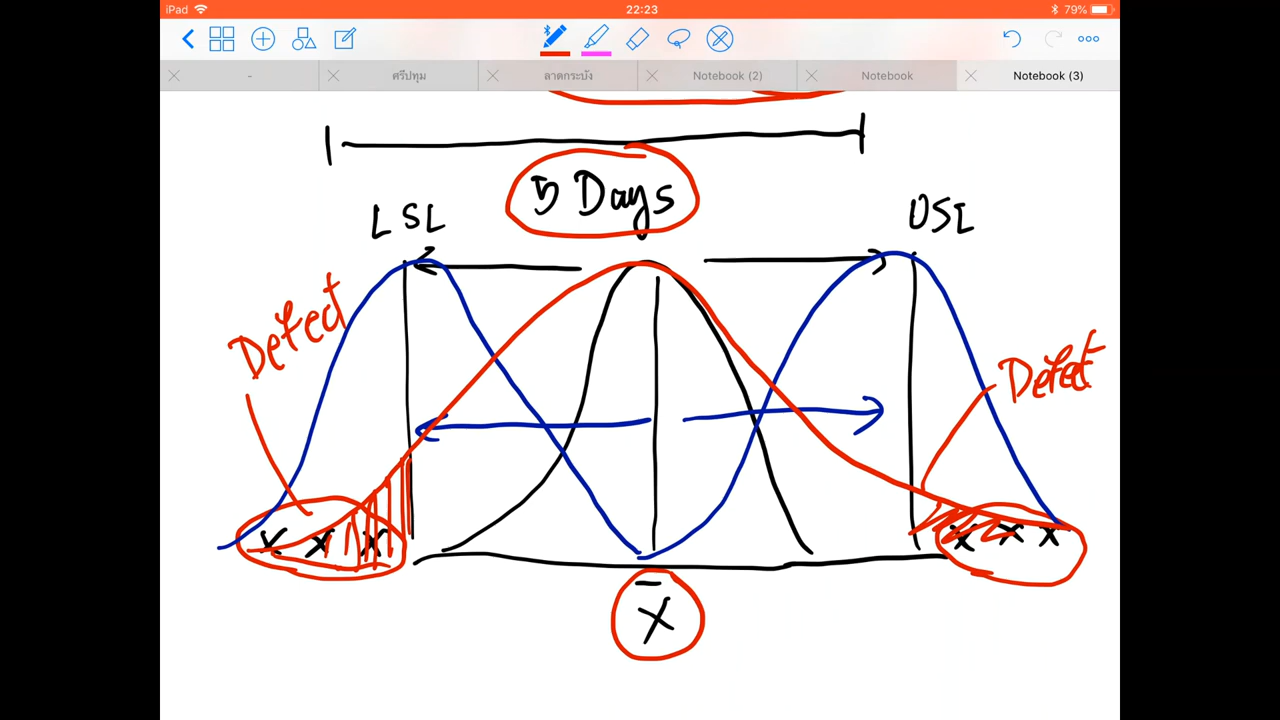 iPad 22:23 79%
- ศรีปทุม ลาดกระบัง Notebook (2) Notebook Notebook (3)
5 Days
LSL USL
Defect Defect
x x x x x x
X̄